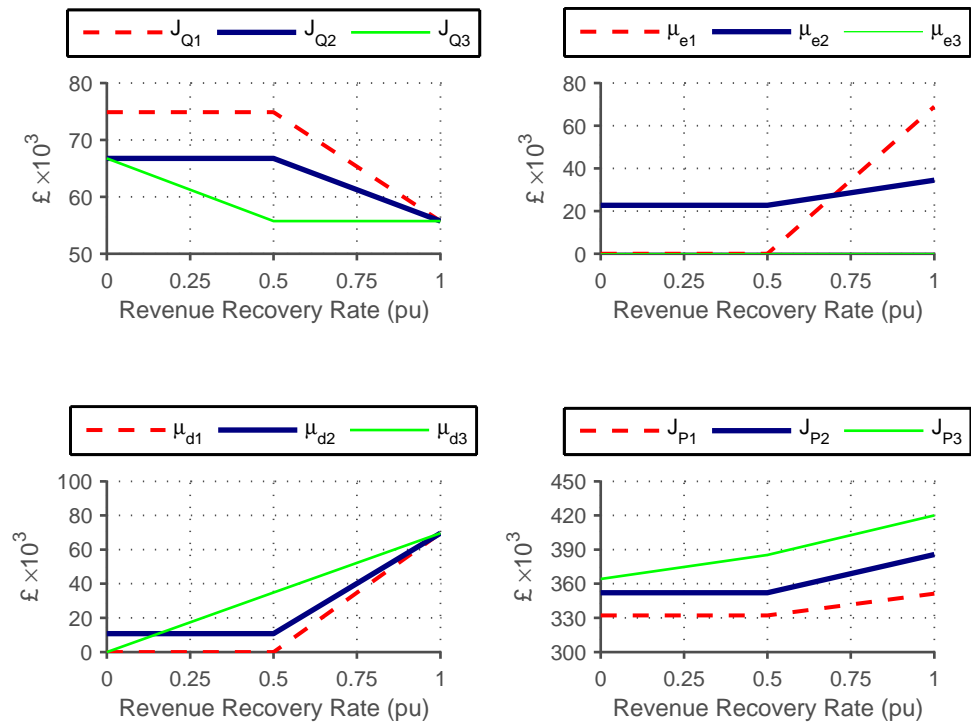 J_Q1 J_Q2 J_Q3
£ ×10^3
80
70
60
50
0 0.25 0.5 0.75 1
Revenue Recovery Rate (pu)
μ_e1 μ_e2 μ_e3
£ ×10^3
80
60
40
20
0
0 0.25 0.5 0.75 1
Revenue Recovery Rate (pu)
μ_d1 μ_d2 μ_d3
£ ×10^3
100
80
60
40
20
0
0 0.25 0.5 0.75 1
Revenue Recovery Rate (pu)
J_P1 J_P2 J_P3
£ ×10^3
450
420
390
360
330
300
0 0.25 0.5 0.75 1
Revenue Recovery Rate (pu)